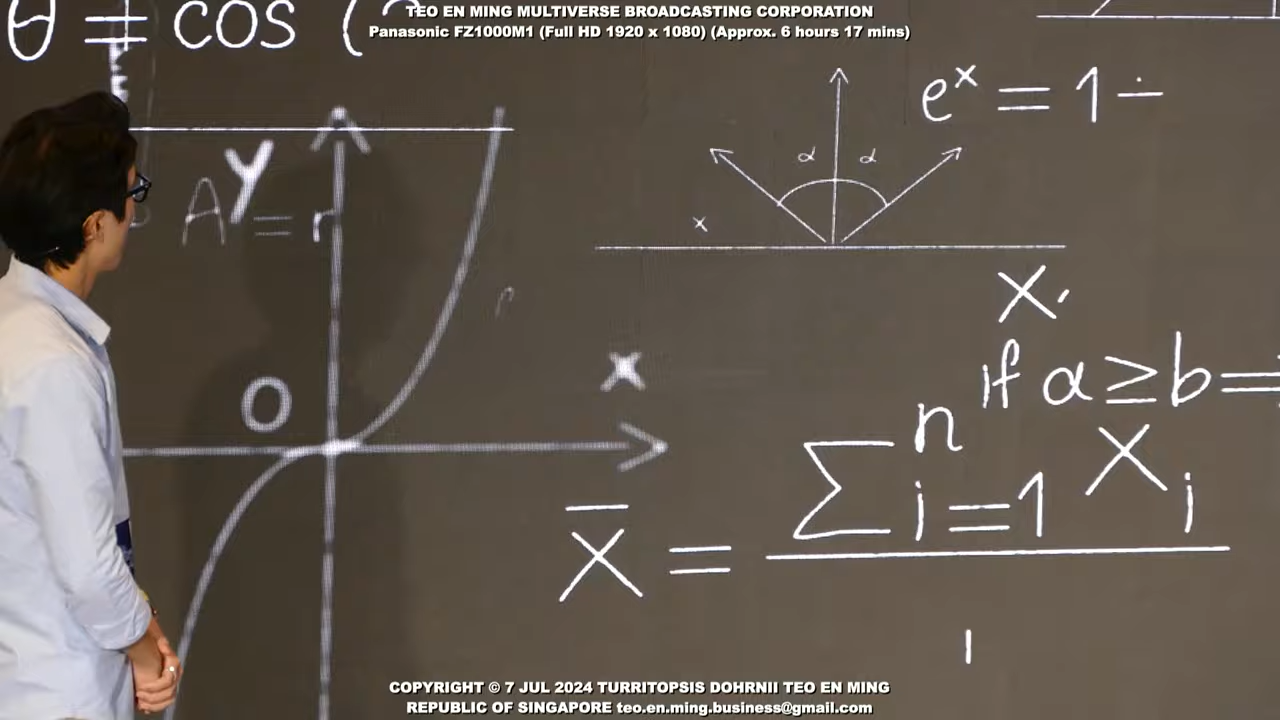 TEO EN MING MULTIVERSE BROADCASTING CORPORATION
Panasonic FZ1000M1 (Full HD 1920 x 1080) (Approx. 6 hours 17 mins)
θ = cos (
e^x = 1
Y
A = r
α α
x
x
O
X
if a ≥ b =
x̄ = ∑ n i=1 X i
COPYRIGHT © 7 JUL 2024 TURRITOPSIS DOHRNII TEO EN MING
REPUBLIC OF SINGAPORE teo.en.ming.business@gmail.com